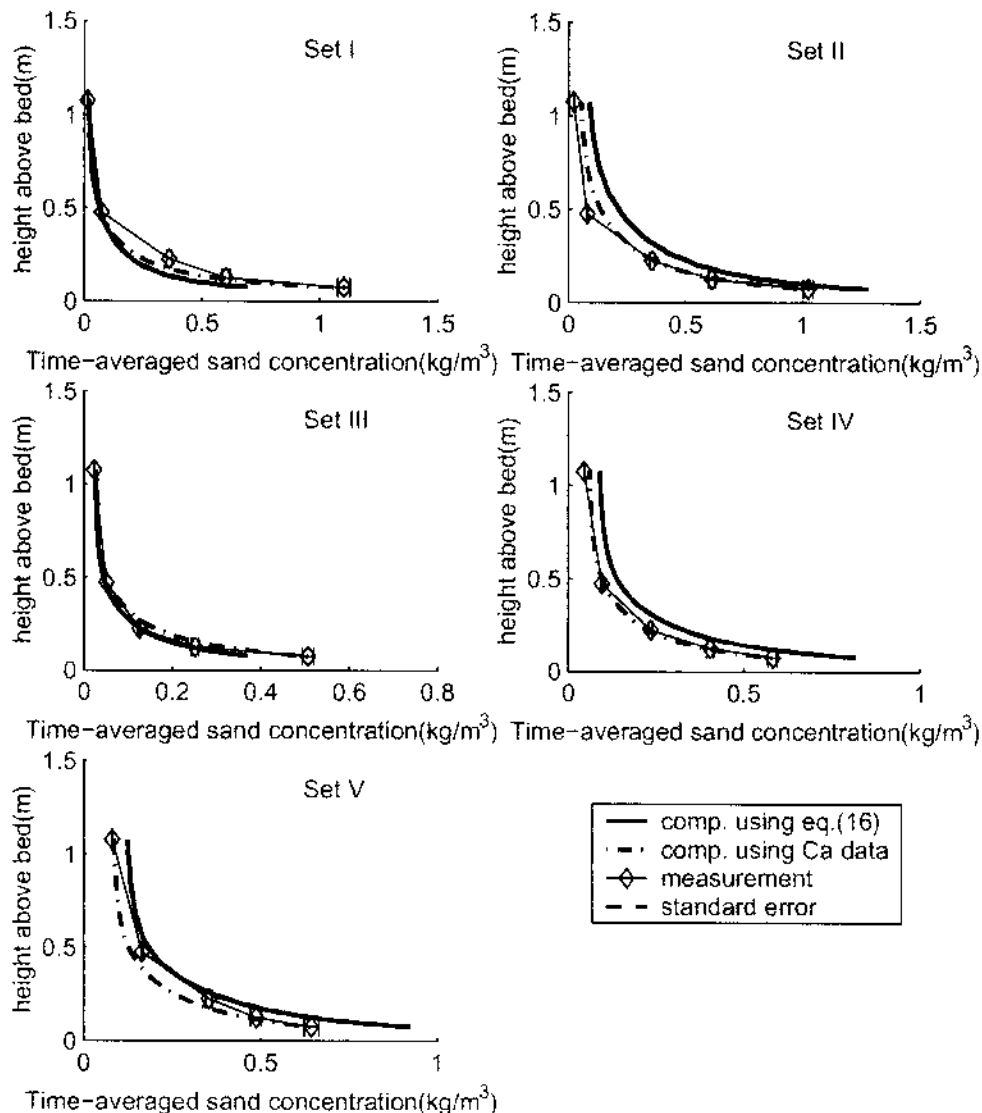 1.5
Set I
1
0.5
0
height above bed(m)
0 0.5 1 1.5
Time-averaged sand concentration(kg/m³)
1.5
Set II
1
0.5
0
height above bed(m)
0 0.5 1 1.5
Time-averaged sand concentration(kg/m³)
1.5
Set III
1
0.5
0
height above bed(m)
0 0.2 0.4 0.6 0.8
Time-averaged sand concentration(kg/m³)
1.5
Set IV
1
0.5
0
height above bed(m)
0 0.5 1
Time-averaged sand concentration(kg/m³)
1.5
Set V
1
0.5
0
height above bed(m)
0 0.5 1
Time-averaged sand concentration(kg/m³)
comp. using eq.(16)
comp. using Ca data
measurement
standard error